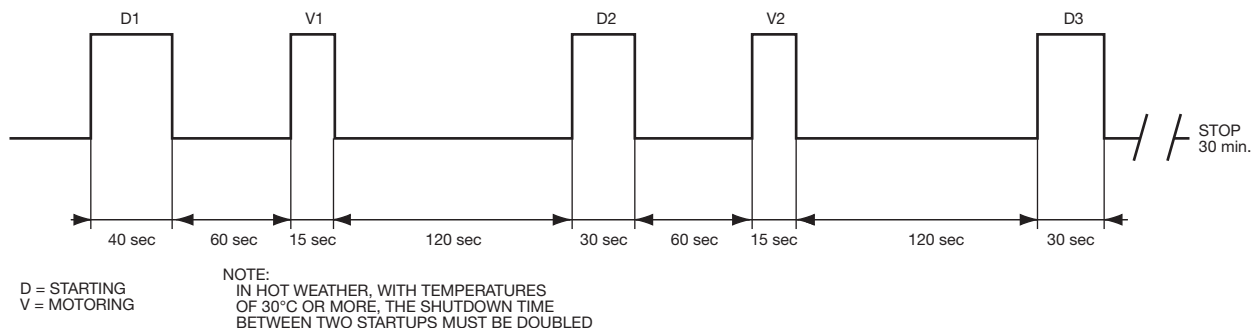 D1 V1 D2 V2 D3
STOP
30 min.
40 sec 60 sec 15 sec 120 sec 30 sec 60 sec 15 sec 120 sec 30 sec
D = STARTING
V = MOTORING
NOTE:
IN HOT WEATHER, WITH TEMPERATURES
OF 30°C OR MORE, THE SHUTDOWN TIME
BETWEEN TWO STARTUPS MUST BE DOUBLED